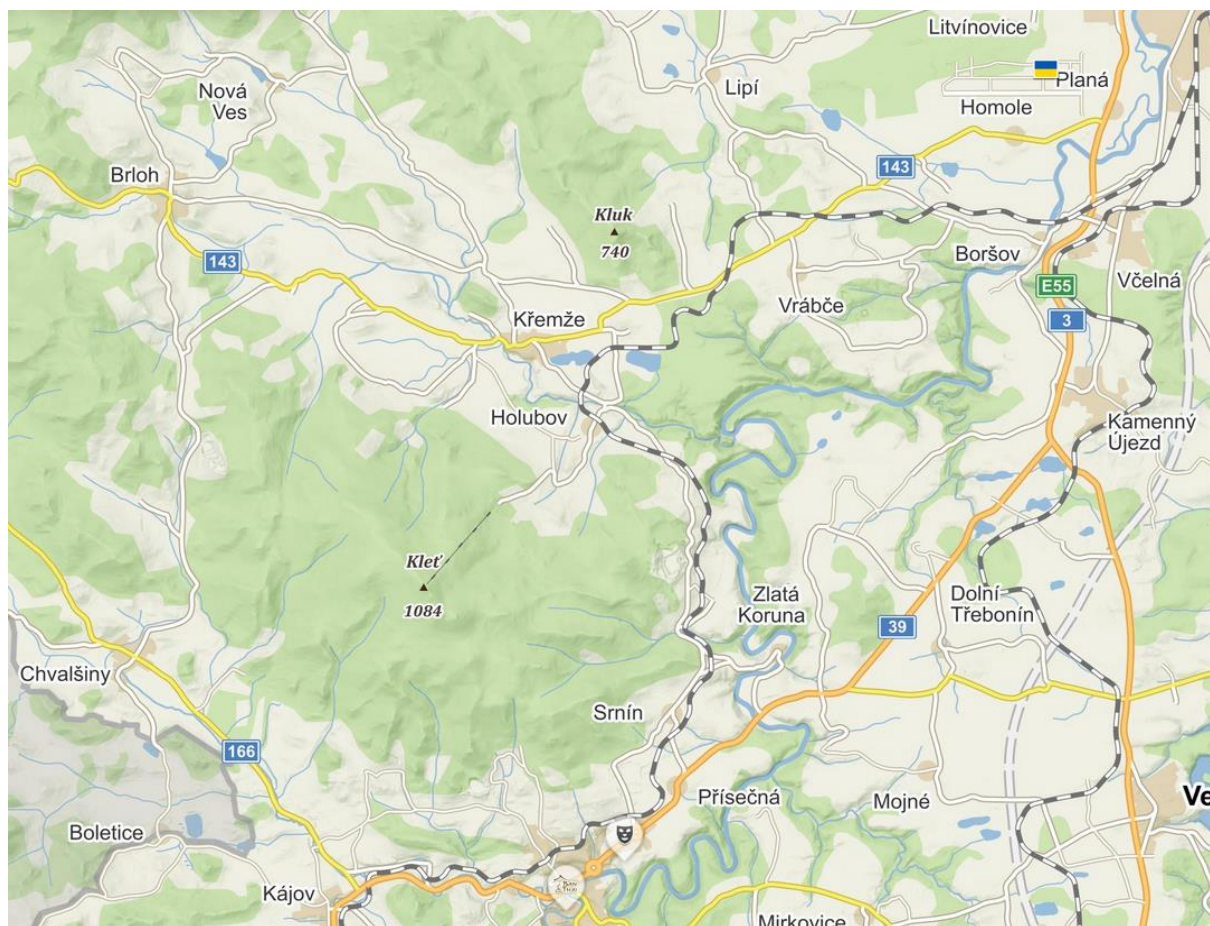 Litvínovice
Nová
Ves
Lipí
Planá
Homole
Brloh
143
Kluk
740
143
Boršov
Včelná
E55
3
Vrábče
Křemže
Holubov
Kamenný
Újezd
Kleť
1084
Zlatá
Koruna
Dolní
Třebonín
39
Chvalšiny
Srnín
166
Přísečná
Mojné
Ve
Boletice
Kájov
Mirkovice